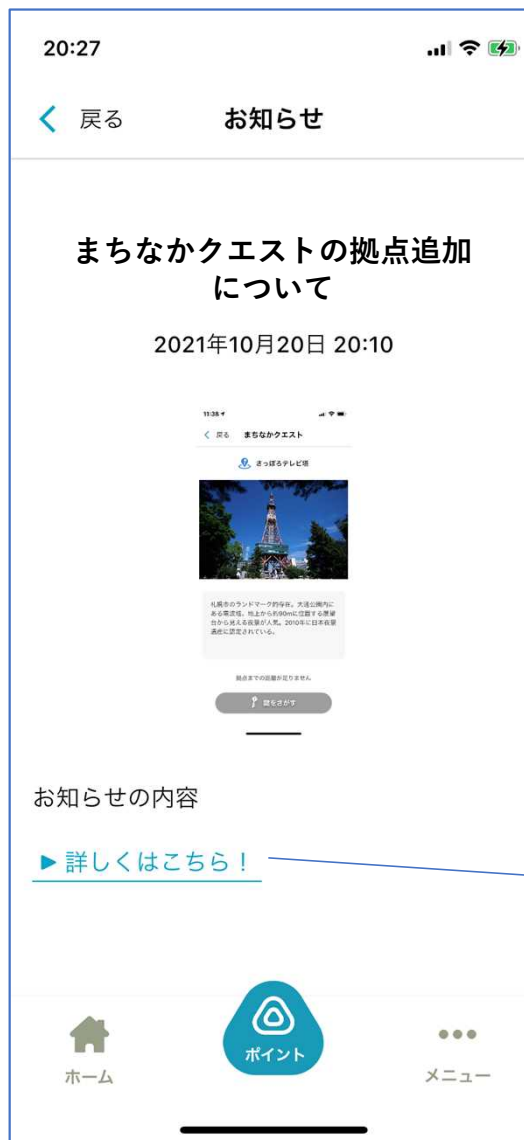 20:27
戻る
お知らせ
まちなかクエストの拠点追加
について
2021年10月20日 20:10
11:38
戻る
まちなかクエスト
さっぽろテレビ塔
札幌市のランドマーク的存在。大通公園内に
ある電波塔。地上から約90mに位置する展望
台から見える夜景が人気。2010年に日本夜景
遺産に認定されている。
拠点までの距離が足りません
鍵をさがす
お知らせの内容
▶詳しくはこちら！
ポイント
ホーム
メニュー